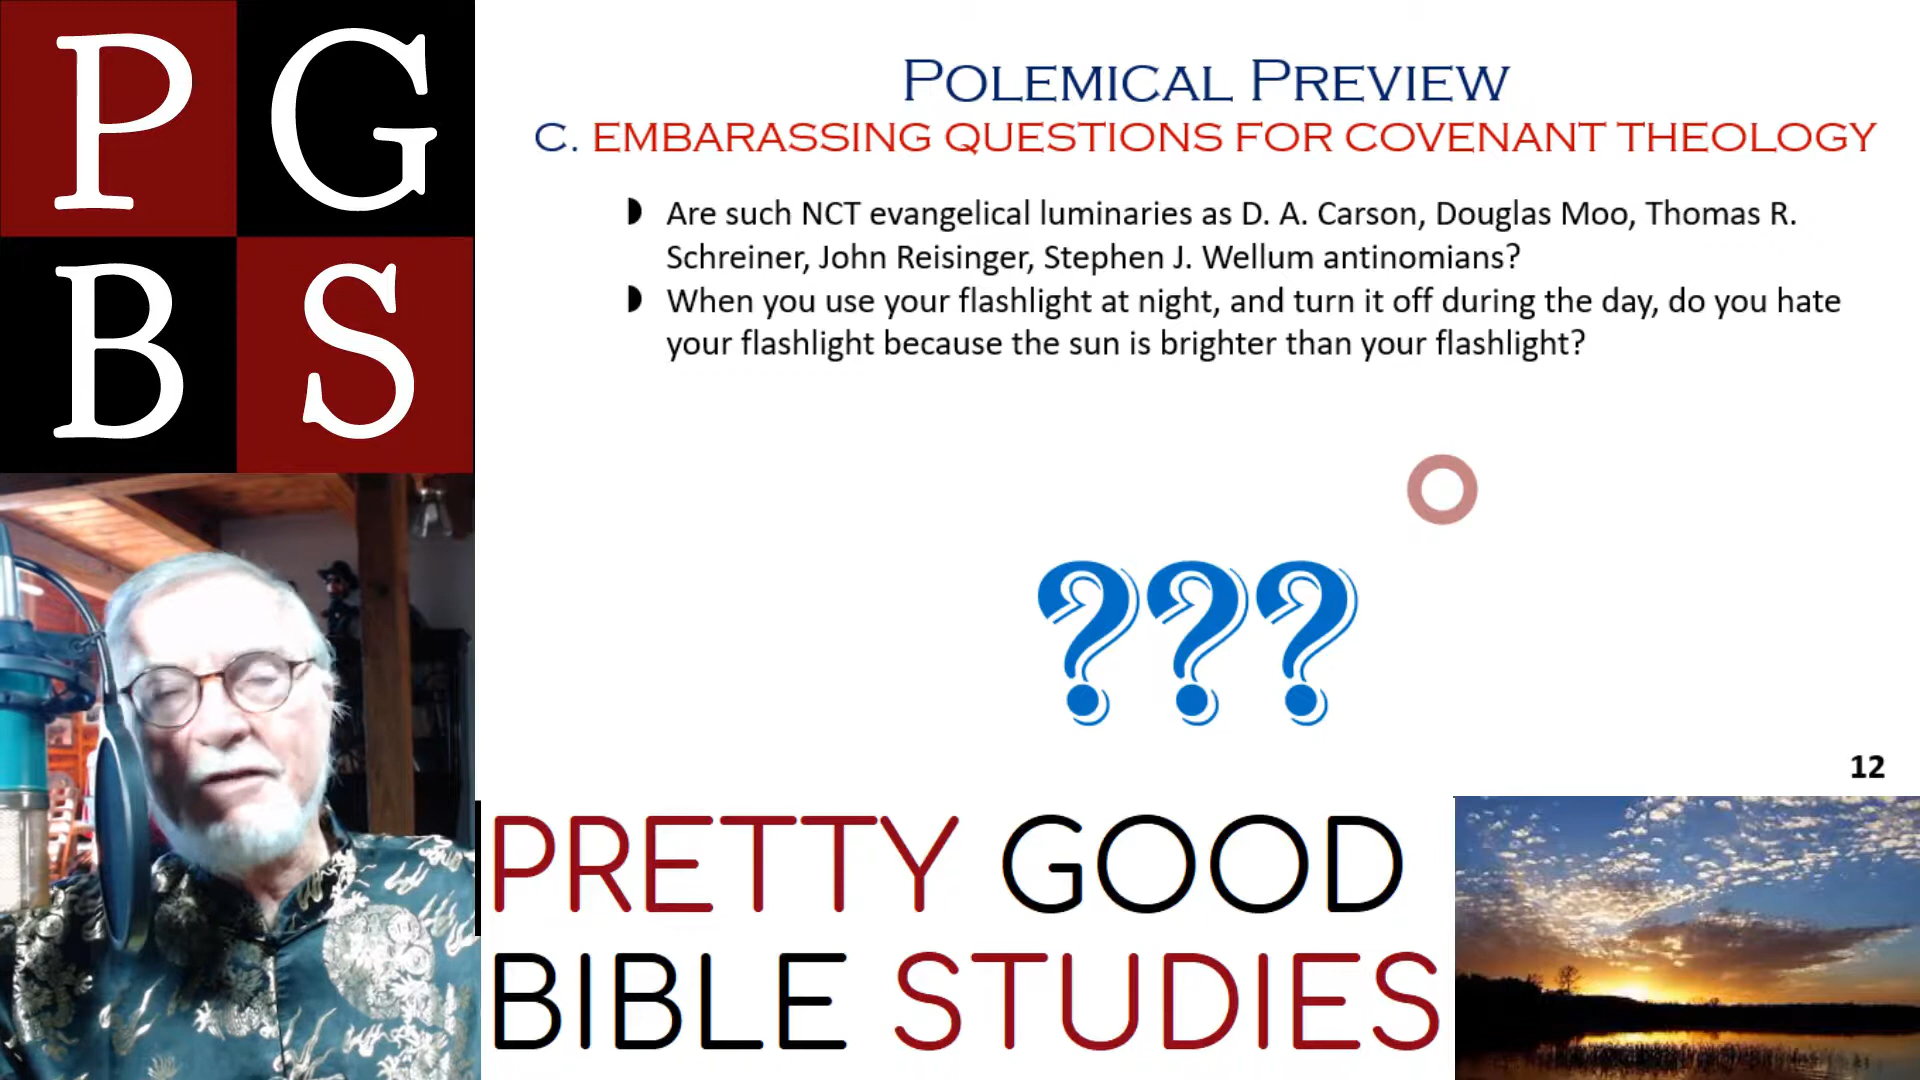 P G
B S
POLEMICAL PREVIEW
C. EMBARASSING QUESTIONS FOR COVENANT THEOLOGY
Are such NCT evangelical luminaries as D. A. Carson, Douglas Moo, Thomas R.
Schreiner, John Reisinger, Stephen J. Wellum antinomians?
When you use your flashlight at night, and turn it off during the day, do you hate
your flashlight because the sun is brighter than your flashlight?
???
12
PRETTY GOOD
BIBLE STUDIES